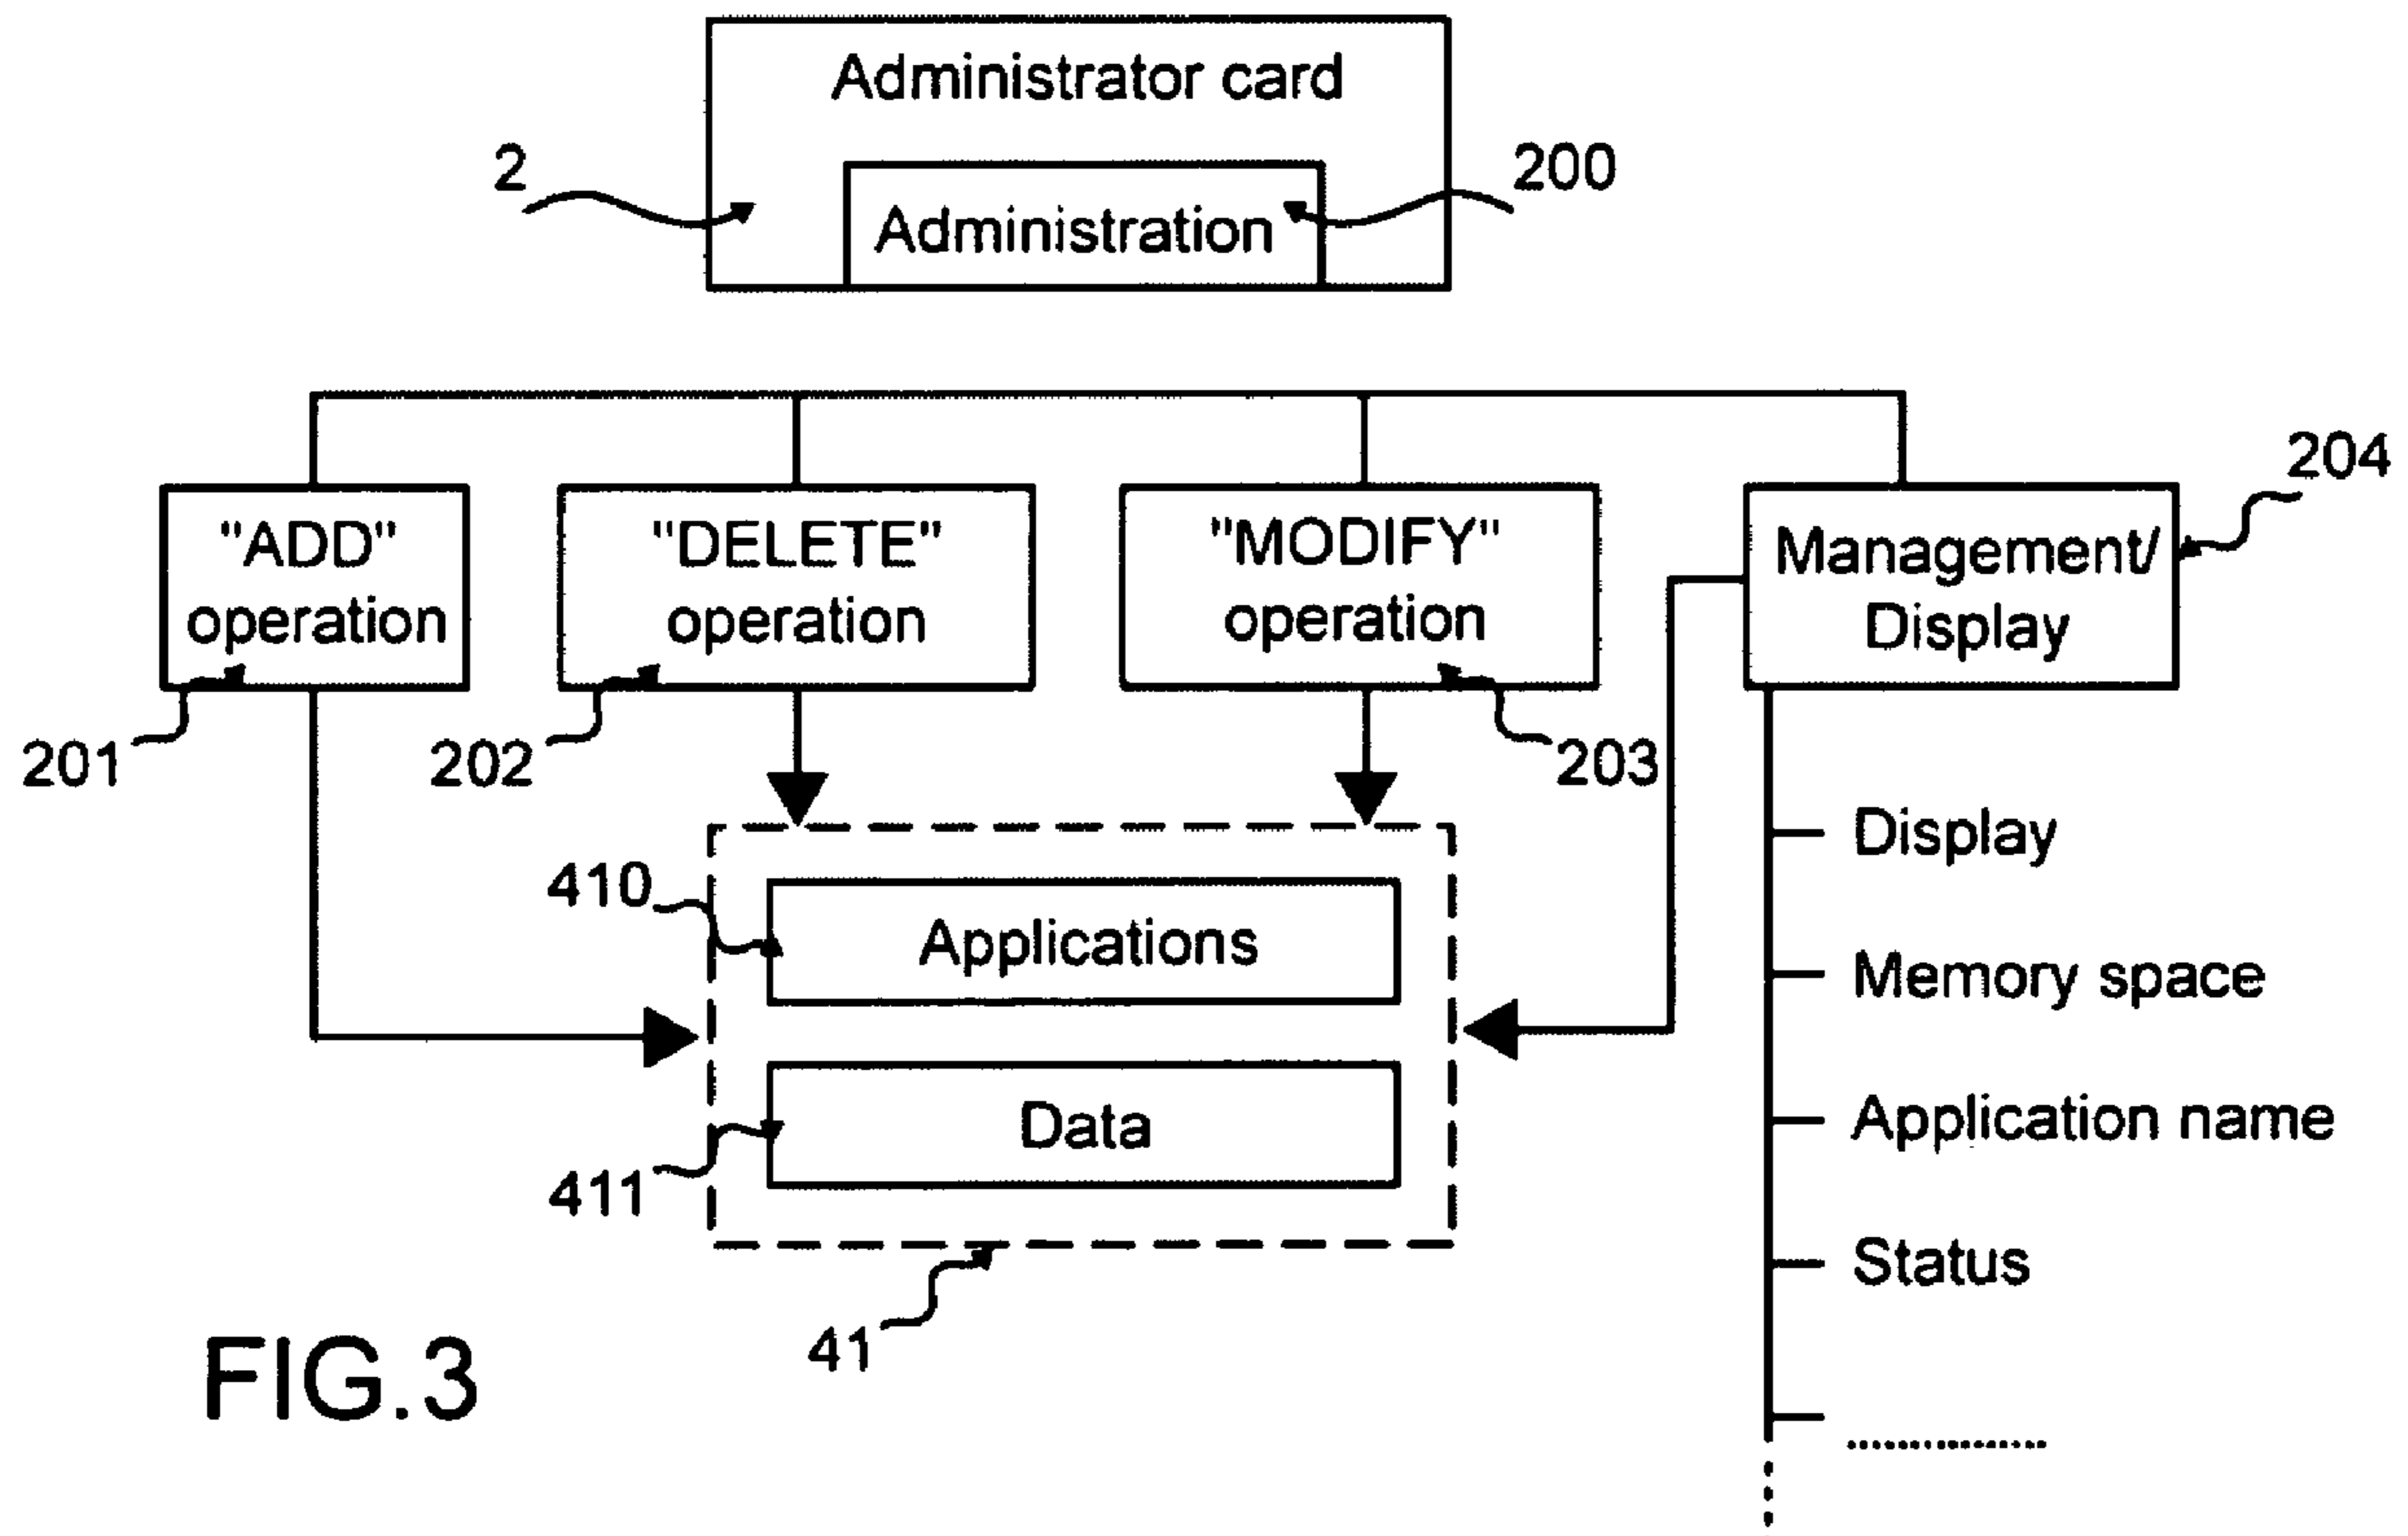 Administrator card
2
200
Administration
204
"ADD"
operation
"DELETE"
operation
"MODIFY"
operation
Management/
Display
201
202
203
Display
410
Applications
Memory space
Data
Application name
411
Status
41
FIG.3